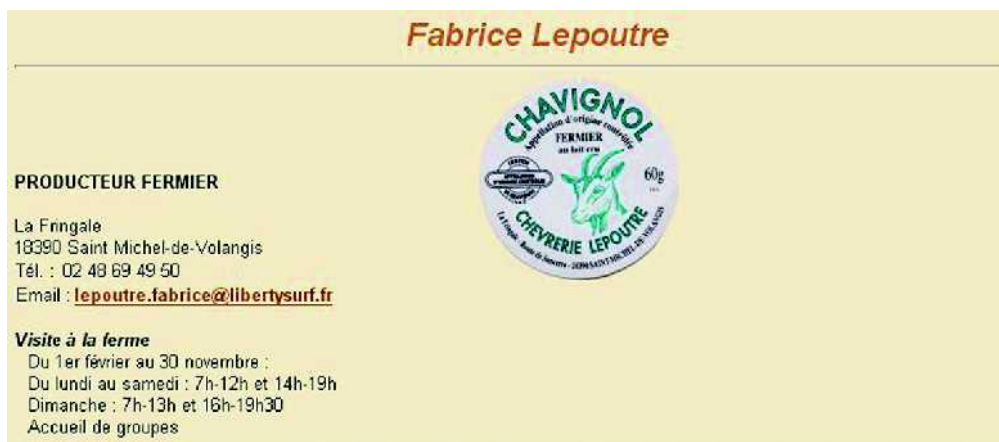 Fabrice Lepoutre
CHAVIGNOL
Appellation d'origine contrôlée
FERMIER
au lait cru
60g
CHEVRERIE LEPOUTRE
PRODUCTEUR FERMIER
La Fringale
18390 Saint Michel-de-Volangis
Tél. : 02 48 69 49 50
Email : lepoutre.fabrice@libertysurf.fr
Visite à la ferme
Du 1er février au 30 novembre :
Du lundi au samedi : 7h-12h et 14h-19h
Dimanche : 7h-13h et 16h-19h30
Accueil de groupes